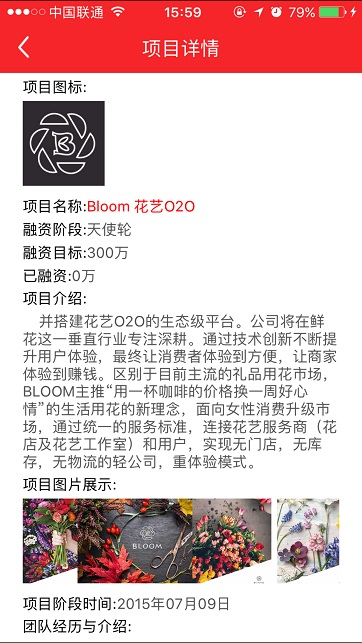 中国联通
15:59
79%
项目详情
项目图标:
B
项目名称:Bloom 花艺O2O
融资阶段:天使轮
融资目标:300万
已融资:0万
项目介绍:
并搭建花艺O2O的生态级平台。公司将在鲜
花这一垂直行业专注深耕。通过技术创新不断提
升用户体验，最终让消费者体验到方便，让商家
体验到赚钱。区别于目前主流的礼品用花市场，
BLOOM主推“用一杯咖啡的价格换一周好心
情”的生活用花的新理念，面向女性消费升级市
场，通过统一的服务标准，连接花艺服务商（花
店及花艺工作室）和用户，实现无门店，无库
存，无物流的轻公司，重体验模式。
项目图片展示:
BLOOM
项目阶段时间:2015年07月09日
团队经历与介绍: